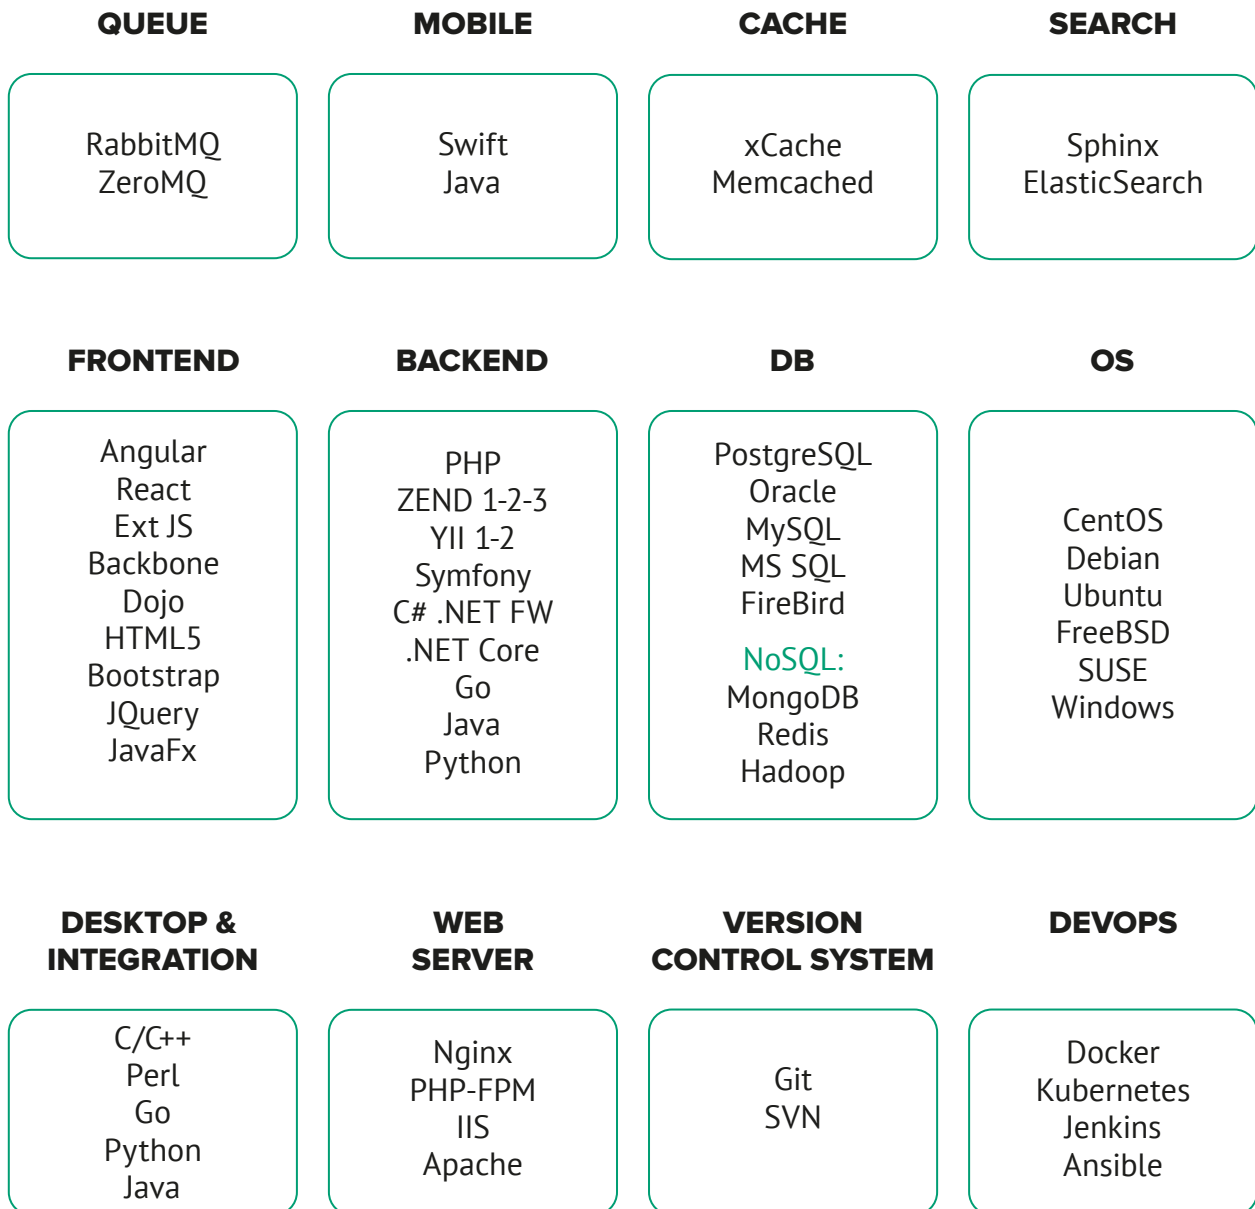 QUEUE
RabbitMQ
ZeroMQ
MOBILE
Swift
Java
CACHE
xCache
Memcached
SEARCH
Sphinx
ElasticSearch
FRONTEND
Angular
React
Ext JS
Backbone
Dojo
HTML5
Bootstrap
JQuery
JavaFx
BACKEND
PHP
ZEND 1-2-3
YII 1-2
Symfony
C# .NET FW
.NET Core
Go
Java
Python
DB
PostgreSQL
Oracle
MySQL
MS SQL
FireBird
NoSQL:
MongoDB
Redis
Hadoop
OS
CentOS
Debian
Ubuntu
FreeBSD
SUSE
Windows
DESKTOP &
INTEGRATION
C/C++
Perl
Go
Python
Java
WEB
SERVER
Nginx
PHP-FPM
IIS
Apache
VERSION
CONTROL SYSTEM
Git
SVN
DEVOPS
Docker
Kubernetes
Jenkins
Ansible